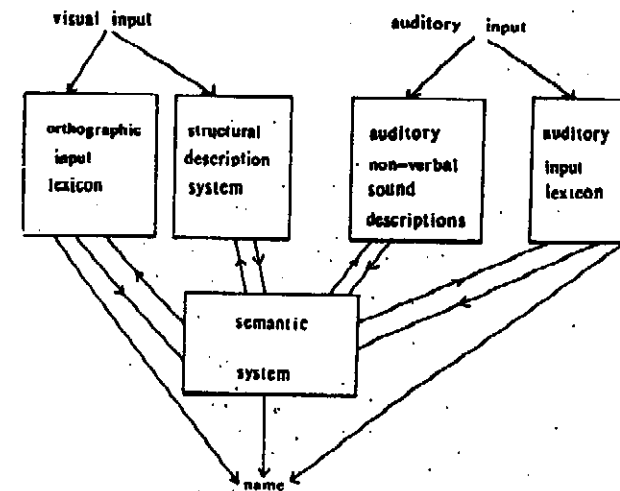 visual input
auditory input
orthographic
input
lexicon
structural
description
system
auditory
non-verbal
sound
descriptions
auditory
input
lexicon
semantic
system
name